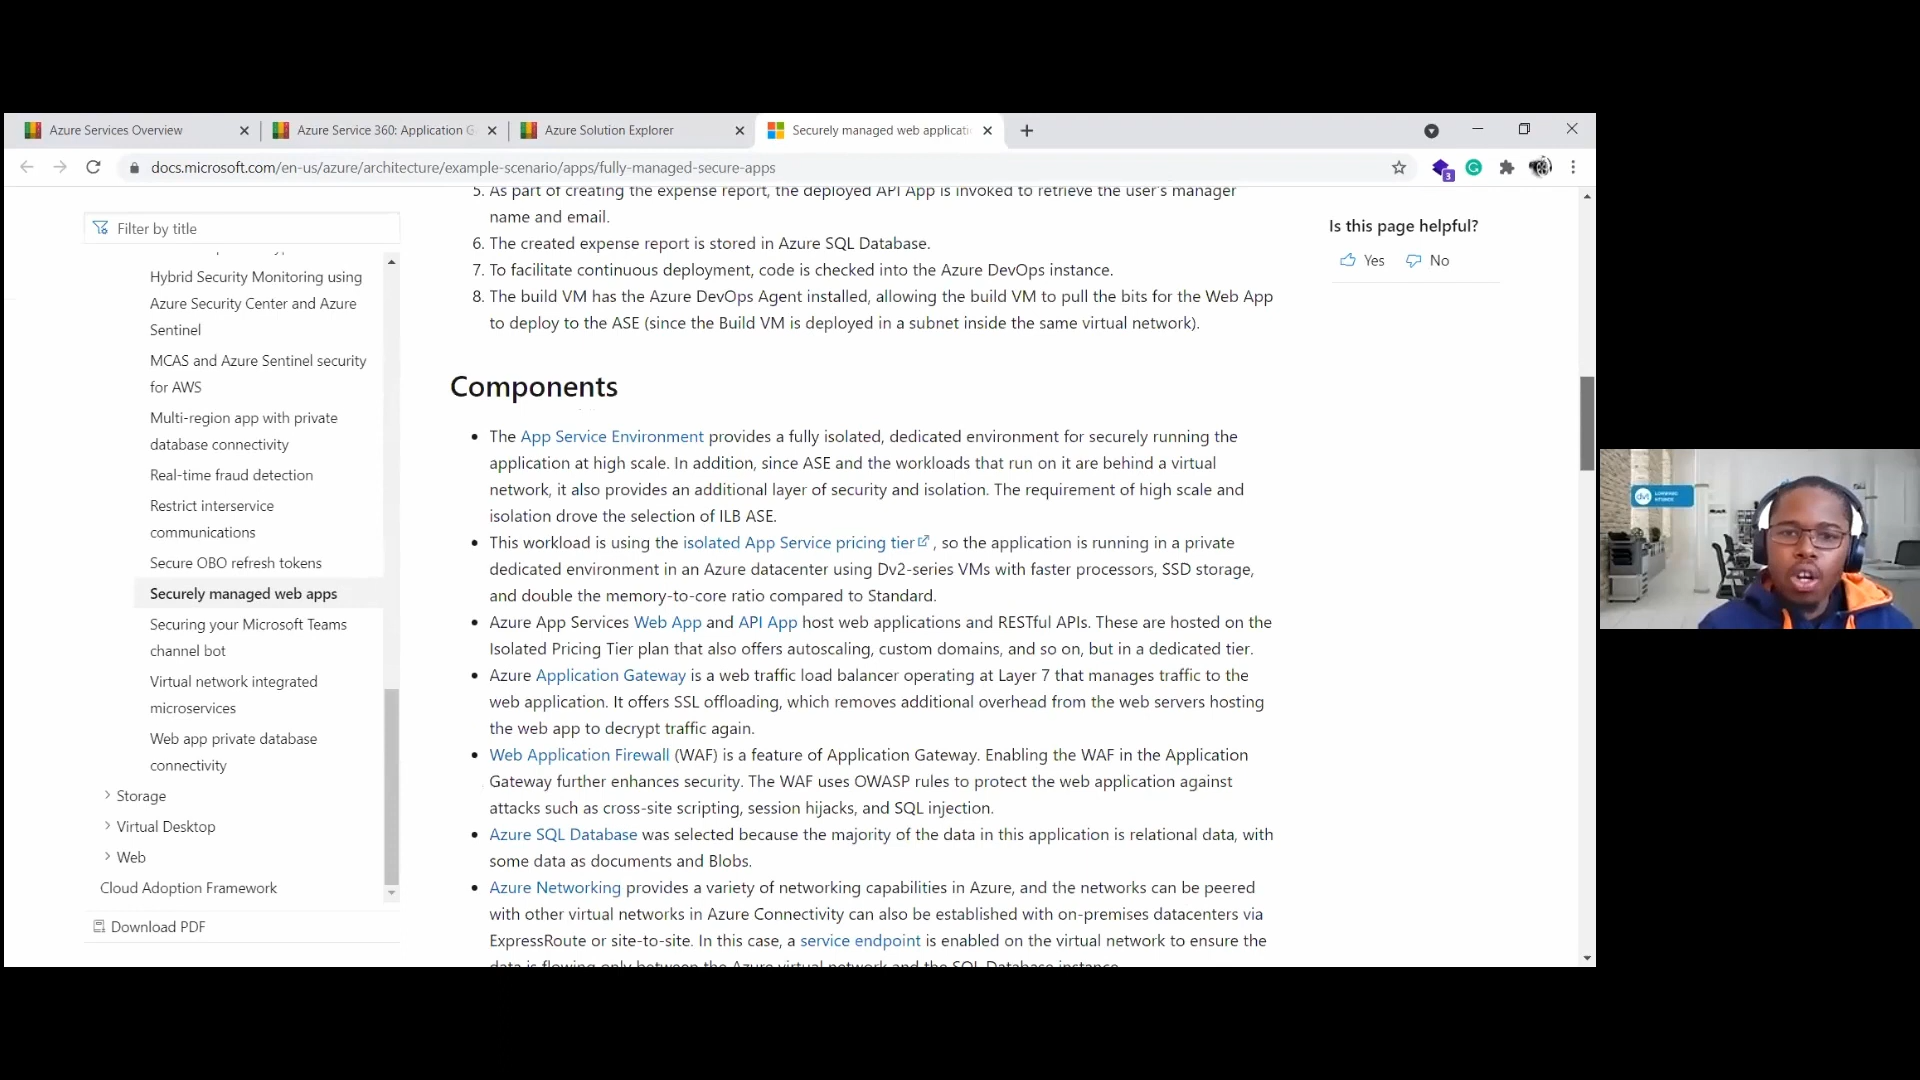 Azure Services Overview
Azure Service 360: Application G
Azure Solution Explorer
Securely managed web applicati
docs.microsoft.com/en-us/azure/architecture/example-scenario/apps/fully-managed-secure-apps
3
Filter by title
Hybrid Security Monitoring using
Azure Security Center and Azure
Sentinel
MCAS and Azure Sentinel security
for AWS
Multi-region app with private
database connectivity
Real-time fraud detection
Restrict interservice
communications
Secure OBO refresh tokens
Securely managed web apps
Securing your Microsoft Teams
channel bot
Virtual network integrated
microservices
Web app private database
connectivity
Storage
Virtual Desktop
Web
Cloud Adoption Framework
Download PDF
5. As part of creating the expense report, the deployed API App is invoked to retrieve the user's manager
name and email.
6. The created expense report is stored in Azure SQL Database.
7. To facilitate continuous deployment, code is checked into the Azure DevOps instance.
8. The build VM has the Azure DevOps Agent installed, allowing the build VM to pull the bits for the Web App
to deploy to the ASE (since the Build VM is deployed in a subnet inside the same virtual network).
Components
• The App Service Environment provides a fully isolated, dedicated environment for securely running the
application at high scale. In addition, since ASE and the workloads that run on it are behind a virtual
network, it also provides an additional layer of security and isolation. The requirement of high scale and
isolation drove the selection of ILB ASE.
• This workload is using the isolated App Service pricing tier , so the application is running in a private
dedicated environment in an Azure datacenter using Dv2-series VMs with faster processors, SSD storage,
and double the memory-to-core ratio compared to Standard.
• Azure App Services Web App and API App host web applications and RESTful APIs. These are hosted on the
Isolated Pricing Tier plan that also offers autoscaling, custom domains, and so on, but in a dedicated tier.
• Azure Application Gateway is a web traffic load balancer operating at Layer 7 that manages traffic to the
web application. It offers SSL offloading, which removes additional overhead from the web servers hosting
the web app to decrypt traffic again.
• Web Application Firewall (WAF) is a feature of Application Gateway. Enabling the WAF in the Application
Gateway further enhances security. The WAF uses OWASP rules to protect the web application against
attacks such as cross-site scripting, session hijacks, and SQL injection.
• Azure SQL Database was selected because the majority of the data in this application is relational data, with
some data as documents and Blobs.
• Azure Networking provides a variety of networking capabilities in Azure, and the networks can be peered
with other virtual networks in Azure Connectivity can also be established with on-premises datacenters via
ExpressRoute or site-to-site. In this case, a service endpoint is enabled on the virtual network to ensure the
data is flowing only between the Azure virtual network and the SQL Database instance.
Is this page helpful?
Yes No
dvt